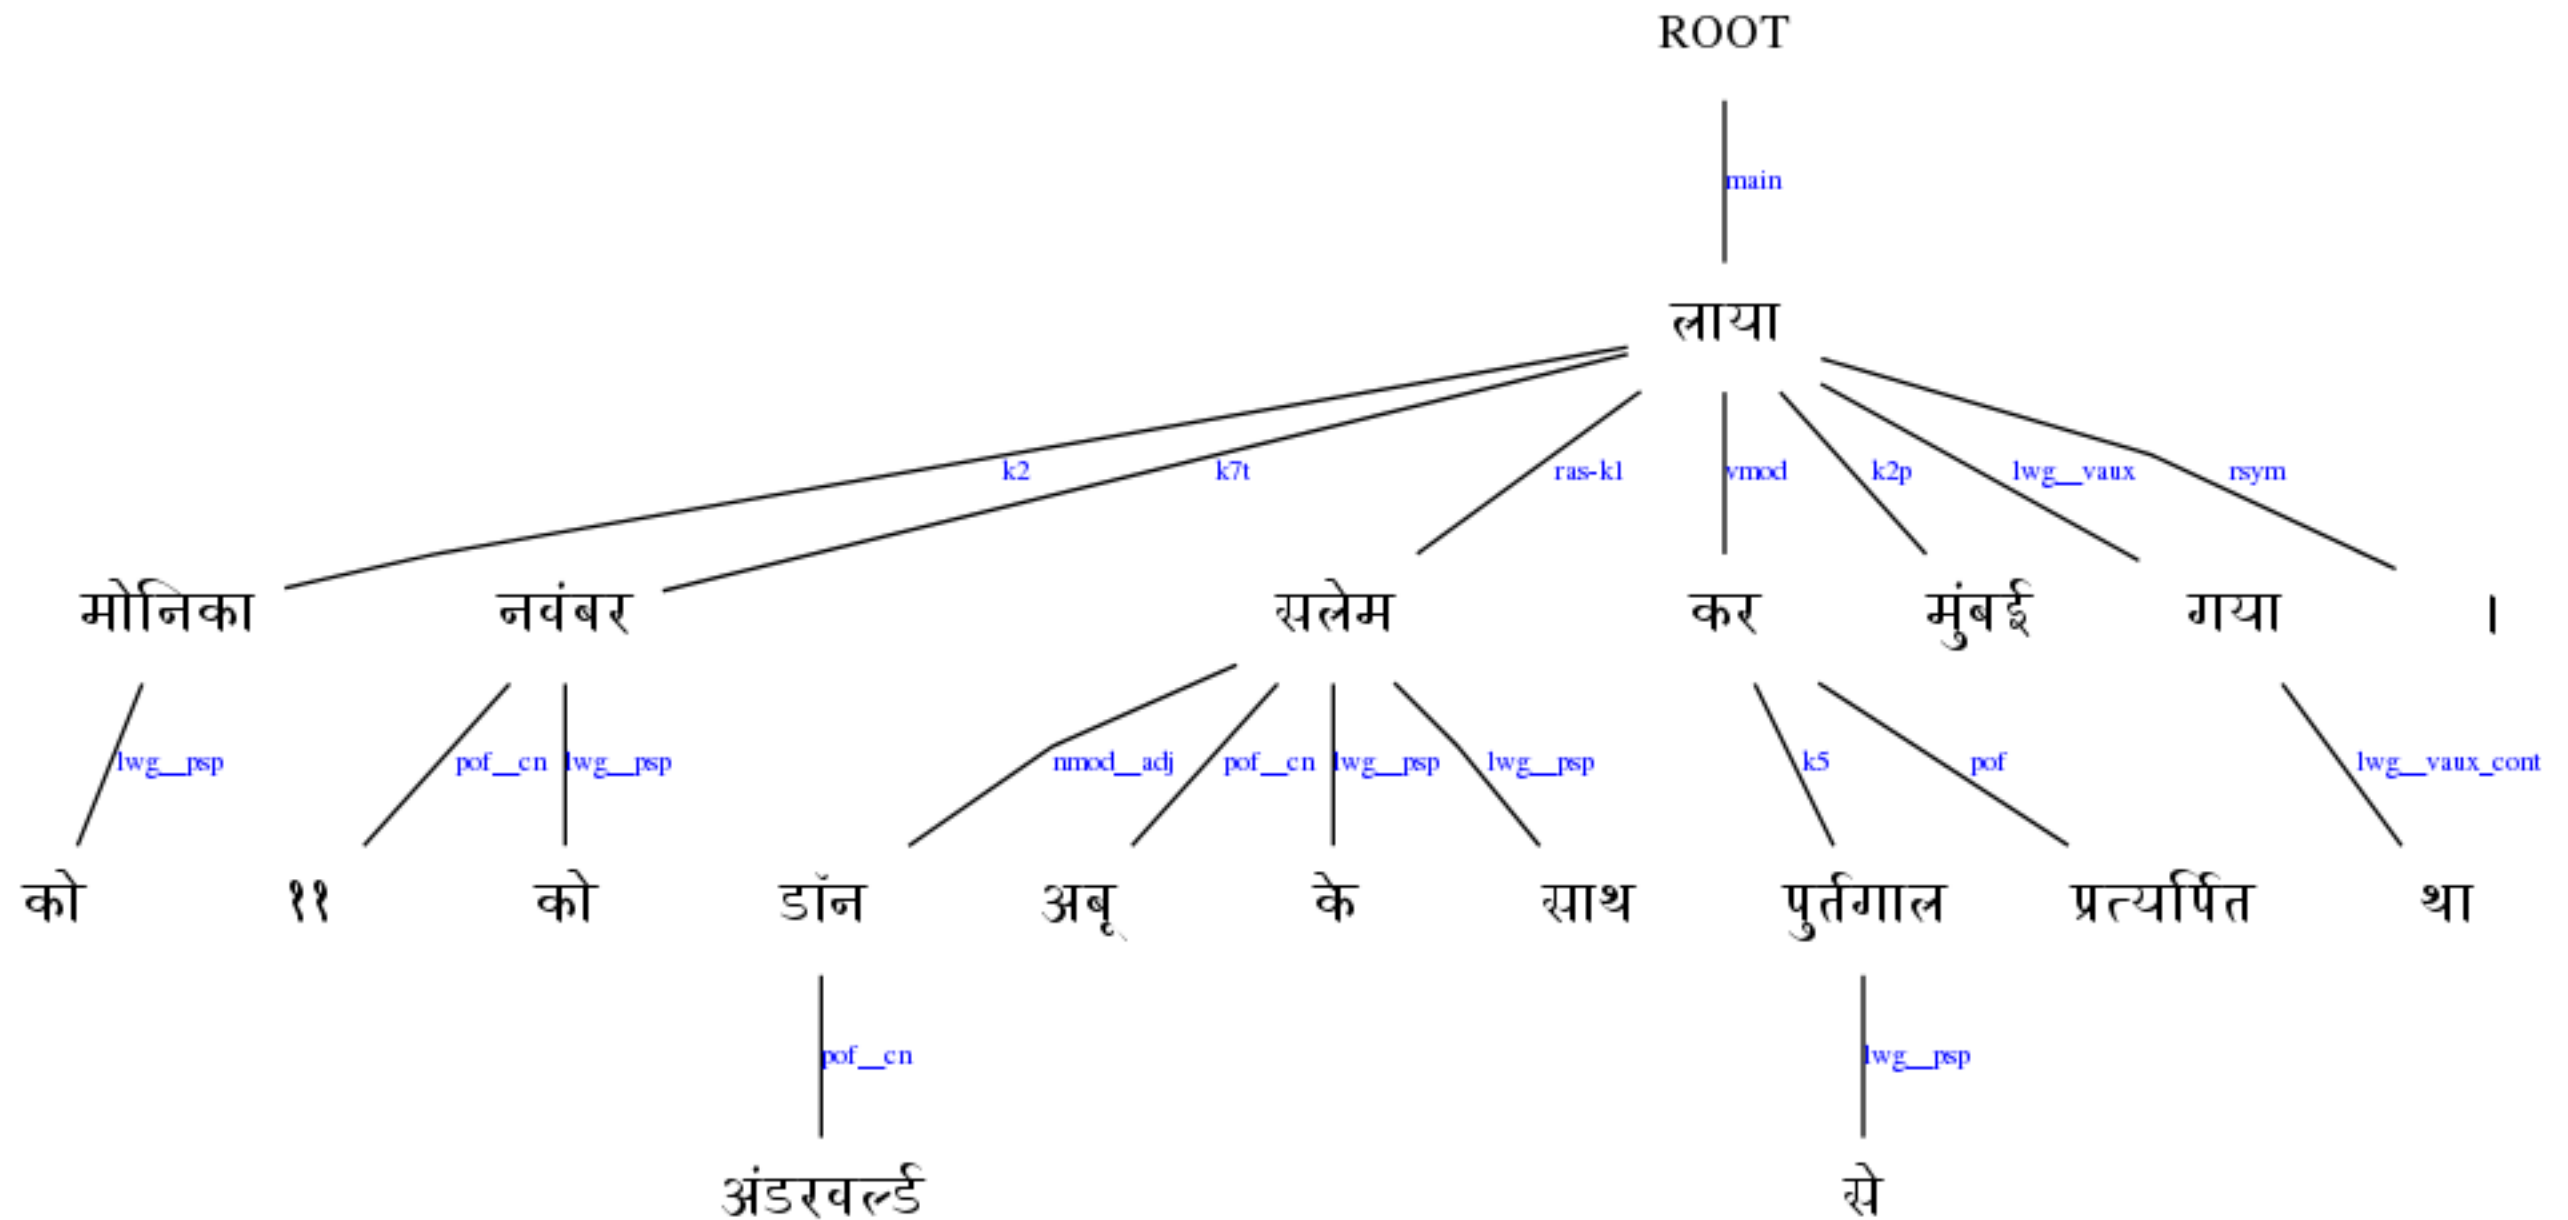 ROOT
main
लाया
k2 k7t ras-k1 vmod k2p lwg__vaux rsym
मोनिका नवंबर सलेम कर मुंबई गया ।
lwg__psp pof__cn lwg__psp nmod__adj pof__cn lwg__psp lwg__psp k5 pof lwg__vaux_cont
को ११ को डॉन अबू के साथ पुर्तगाल प्रत्यर्पित था
pof__cn lwg__psp
अंडरवर्ल्ड से